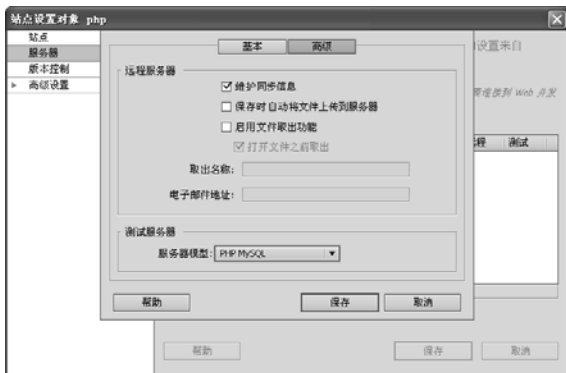 站点设置对象 php
站点
服务器
版本控制
高级设置
基本
高级
设置来自
远程服务器
维护同步信息
保存时自动将文件上传到服务器
启用文件取出功能
打开文件之前取出
取出名称:
电子邮件地址:
接到 Web 开发
程
测试
测试服务器
服务器模型: PHP MySQL
帮助
保存
取消
帮助
保存
取消